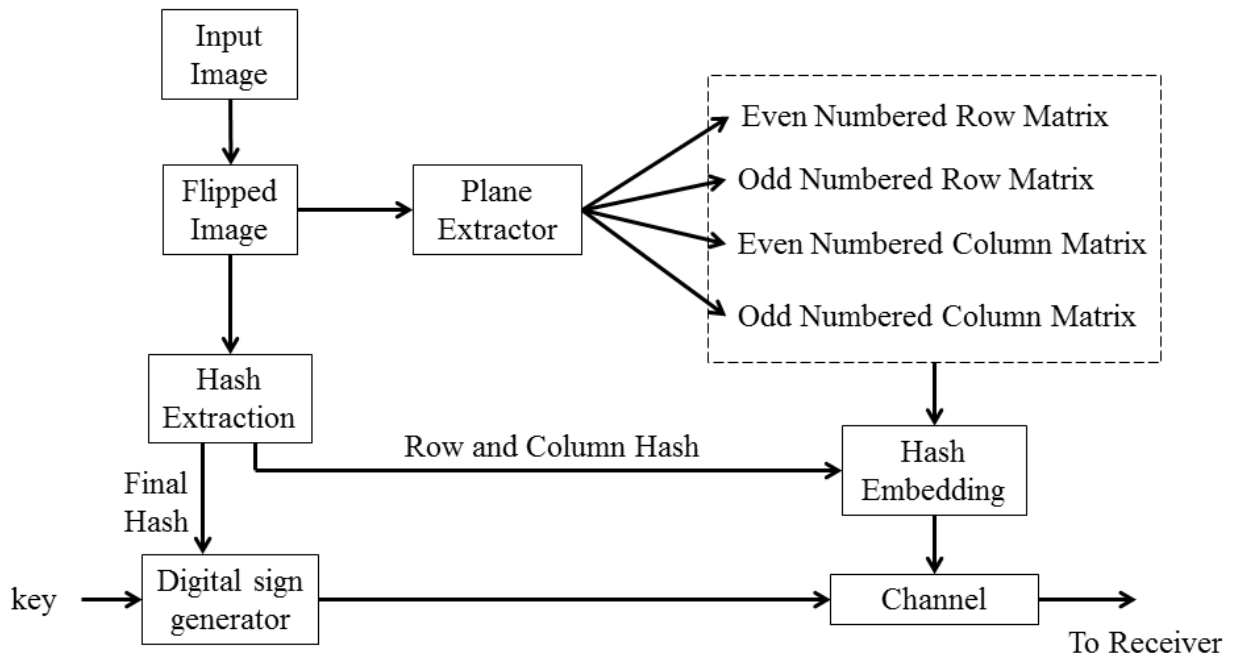 Input
Image
Flipped
Image
Plane
Extractor
Even Numbered Row Matrix
Odd Numbered Row Matrix
Even Numbered Column Matrix
Odd Numbered Column Matrix
Hash
Extraction
Row and Column Hash
Hash
Embedding
Final
Hash
key
Digital sign
generator
Channel
To Receiver